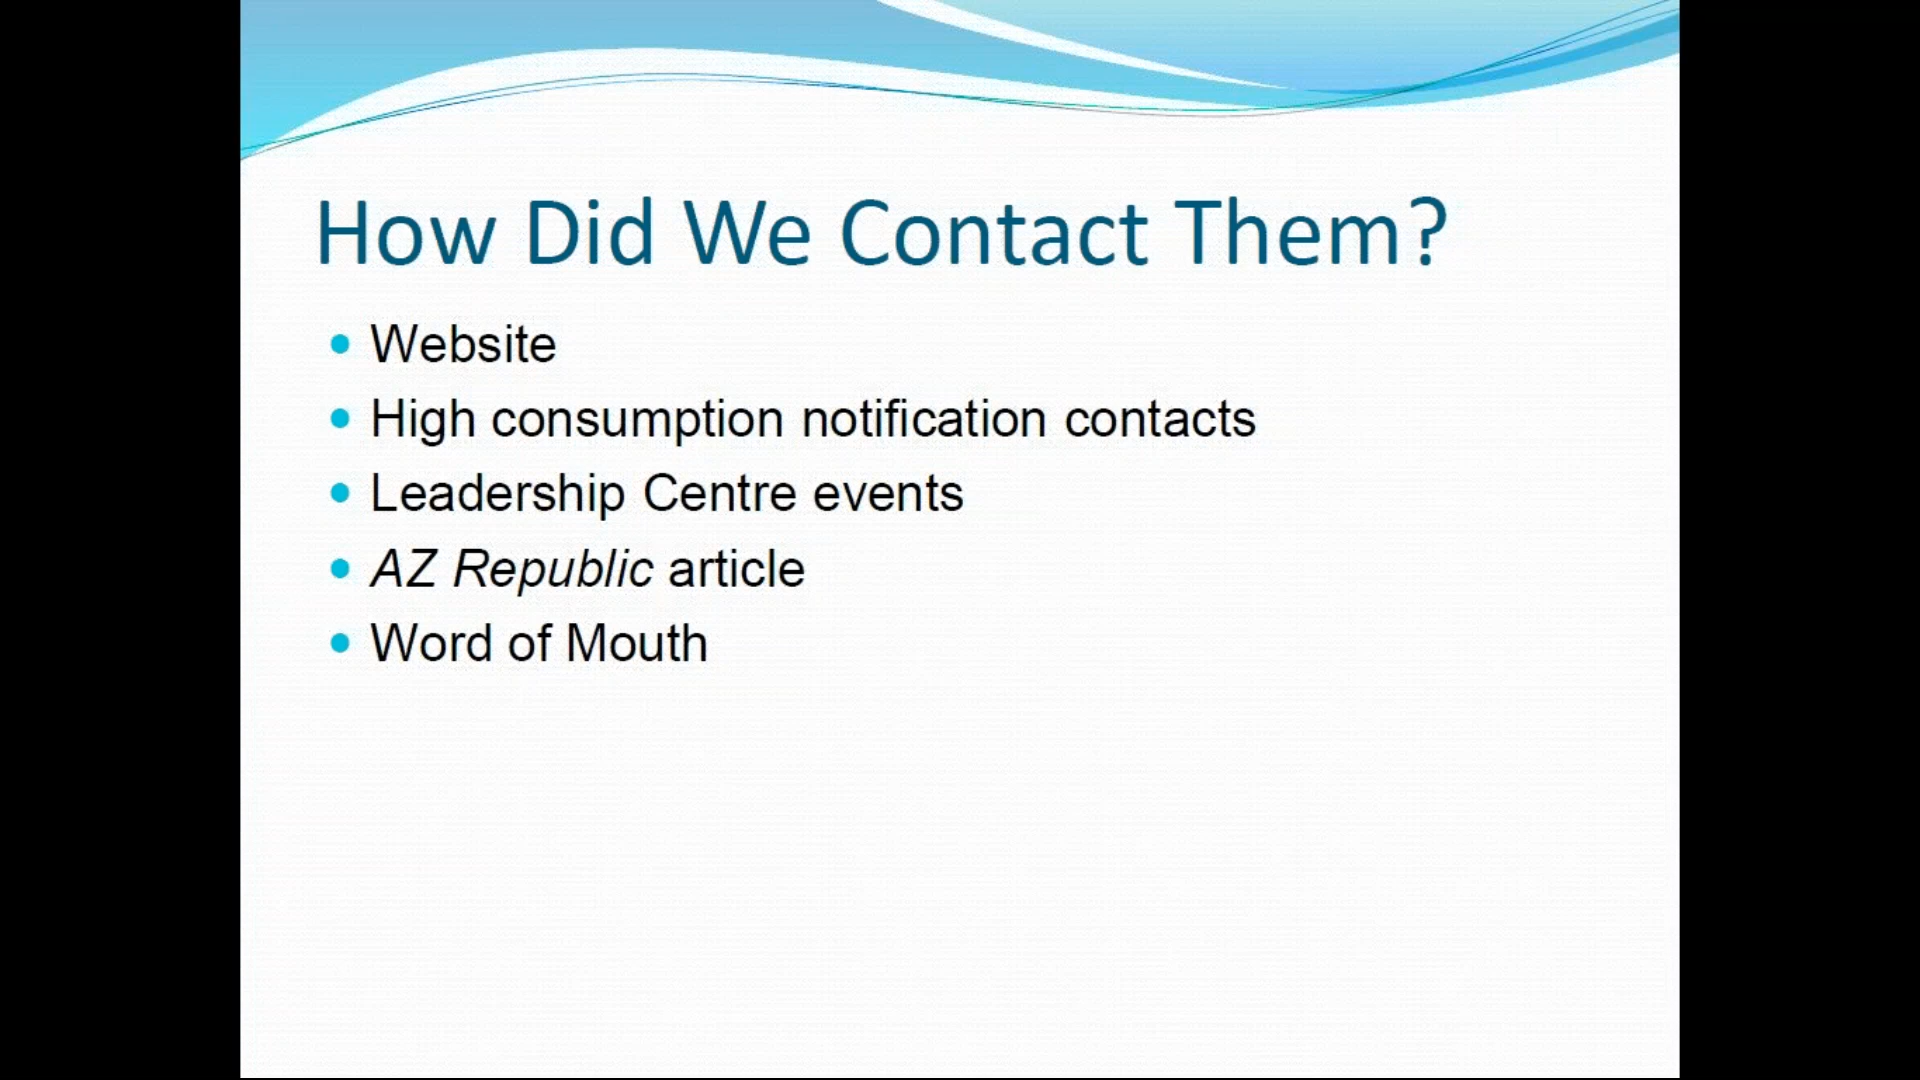 How Did We Contact Them?
Website
High consumption notification contacts
Leadership Centre events
AZ Republic article
Word of Mouth